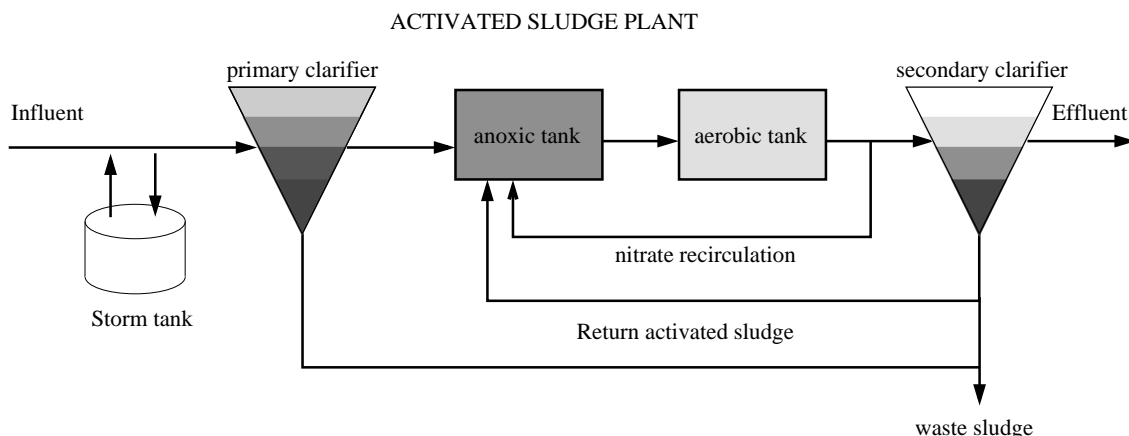 ACTIVATED SLUDGE PLANT
primary clarifier
secondary clarifier
Influent
Effluent
anoxic tank
aerobic tank
nitrate recirculation
Storm tank
Return activated sludge
waste sludge